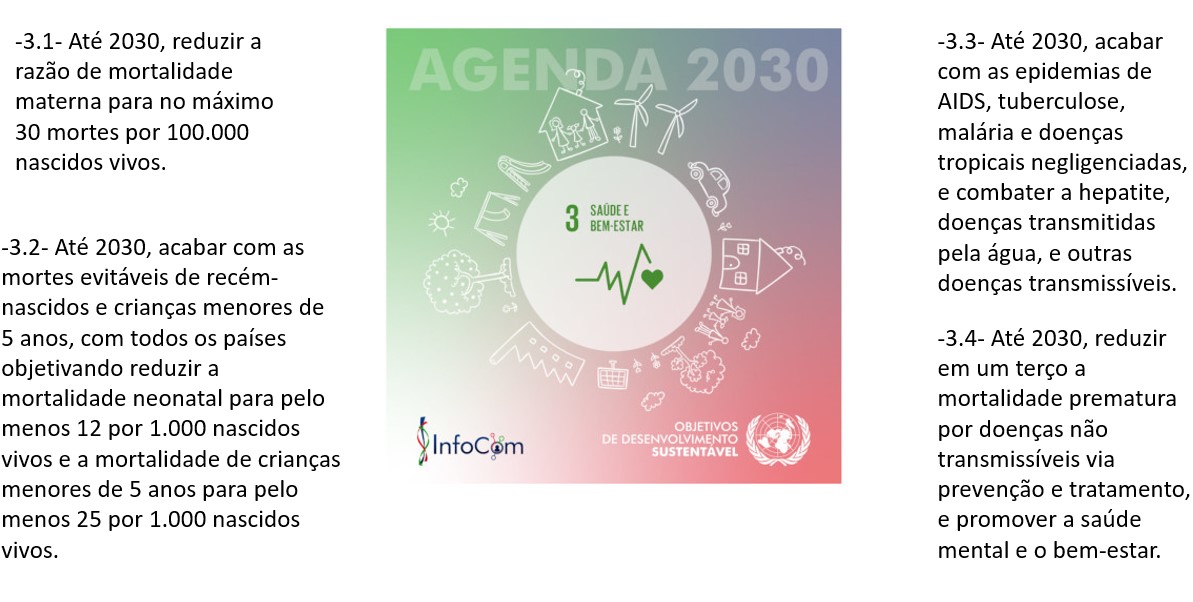 -3.1- Até 2030, reduzir a
razão de mortalidade
materna para no máximo
30 mortes por 100.000
nascidos vivos.
-3.2- Até 2030, acabar com as
mortes evitáveis de recém-
nascidos e crianças menores de
5 anos, com todos os países
objetivando reduzir a
mortalidade neonatal para pelo
menos 12 por 1.000 nascidos
vivos e a mortalidade de crianças
menores de 5 anos para pelo
menos 25 por 1.000 nascidos
vivos.
AGENDA 2030
3 SAÚDE E
BEM-ESTAR
InfoCom
OBJETIVOS
DE DESENVOLVIMENTO
SUSTENTÁVEL
-3.3- Até 2030, acabar
com as epidemias de
AIDS, tuberculose,
malária e doenças
tropicais negligenciadas,
e combater a hepatite,
doenças transmitidas
pela água, e outras
doenças transmissíveis.
-3.4- Até 2030, reduzir
em um terço a
mortalidade prematura
por doenças não
transmissíveis via
prevenção e tratamento,
e promover a saúde
mental e o bem-estar.